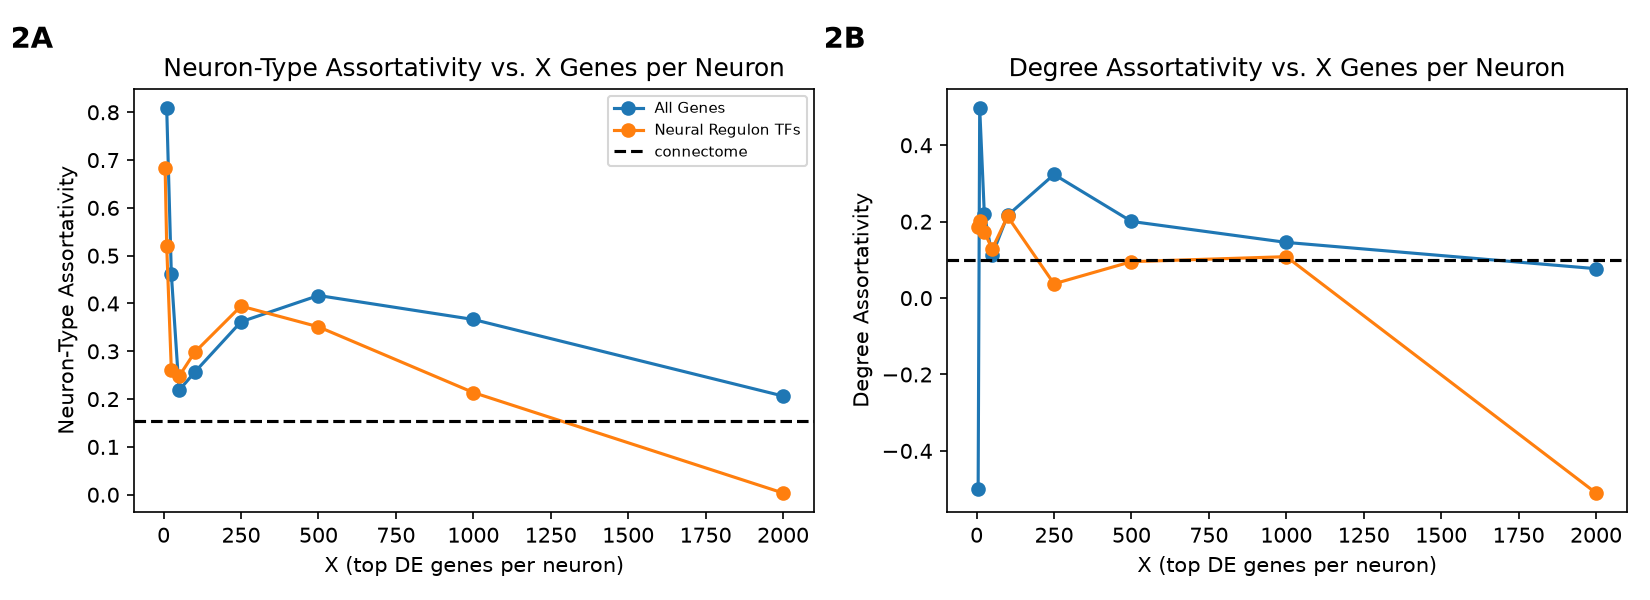 2A
Neuron-Type Assortativity vs. X Genes per Neuron
Neuron-Type Assortativity
0.8
0.7
0.6
0.5
0.4
0.3
0.2
0.1
0.0
All Genes
Neural Regulon TFs
connectome
0 250 500 750 1000 1250 1500 1750 2000
X (top DE genes per neuron)
2B
Degree Assortativity vs. X Genes per Neuron
Degree Assortativity
0.4
0.2
0.0
−0.2
−0.4
0 250 500 750 1000 1250 1500 1750 2000
X (top DE genes per neuron)